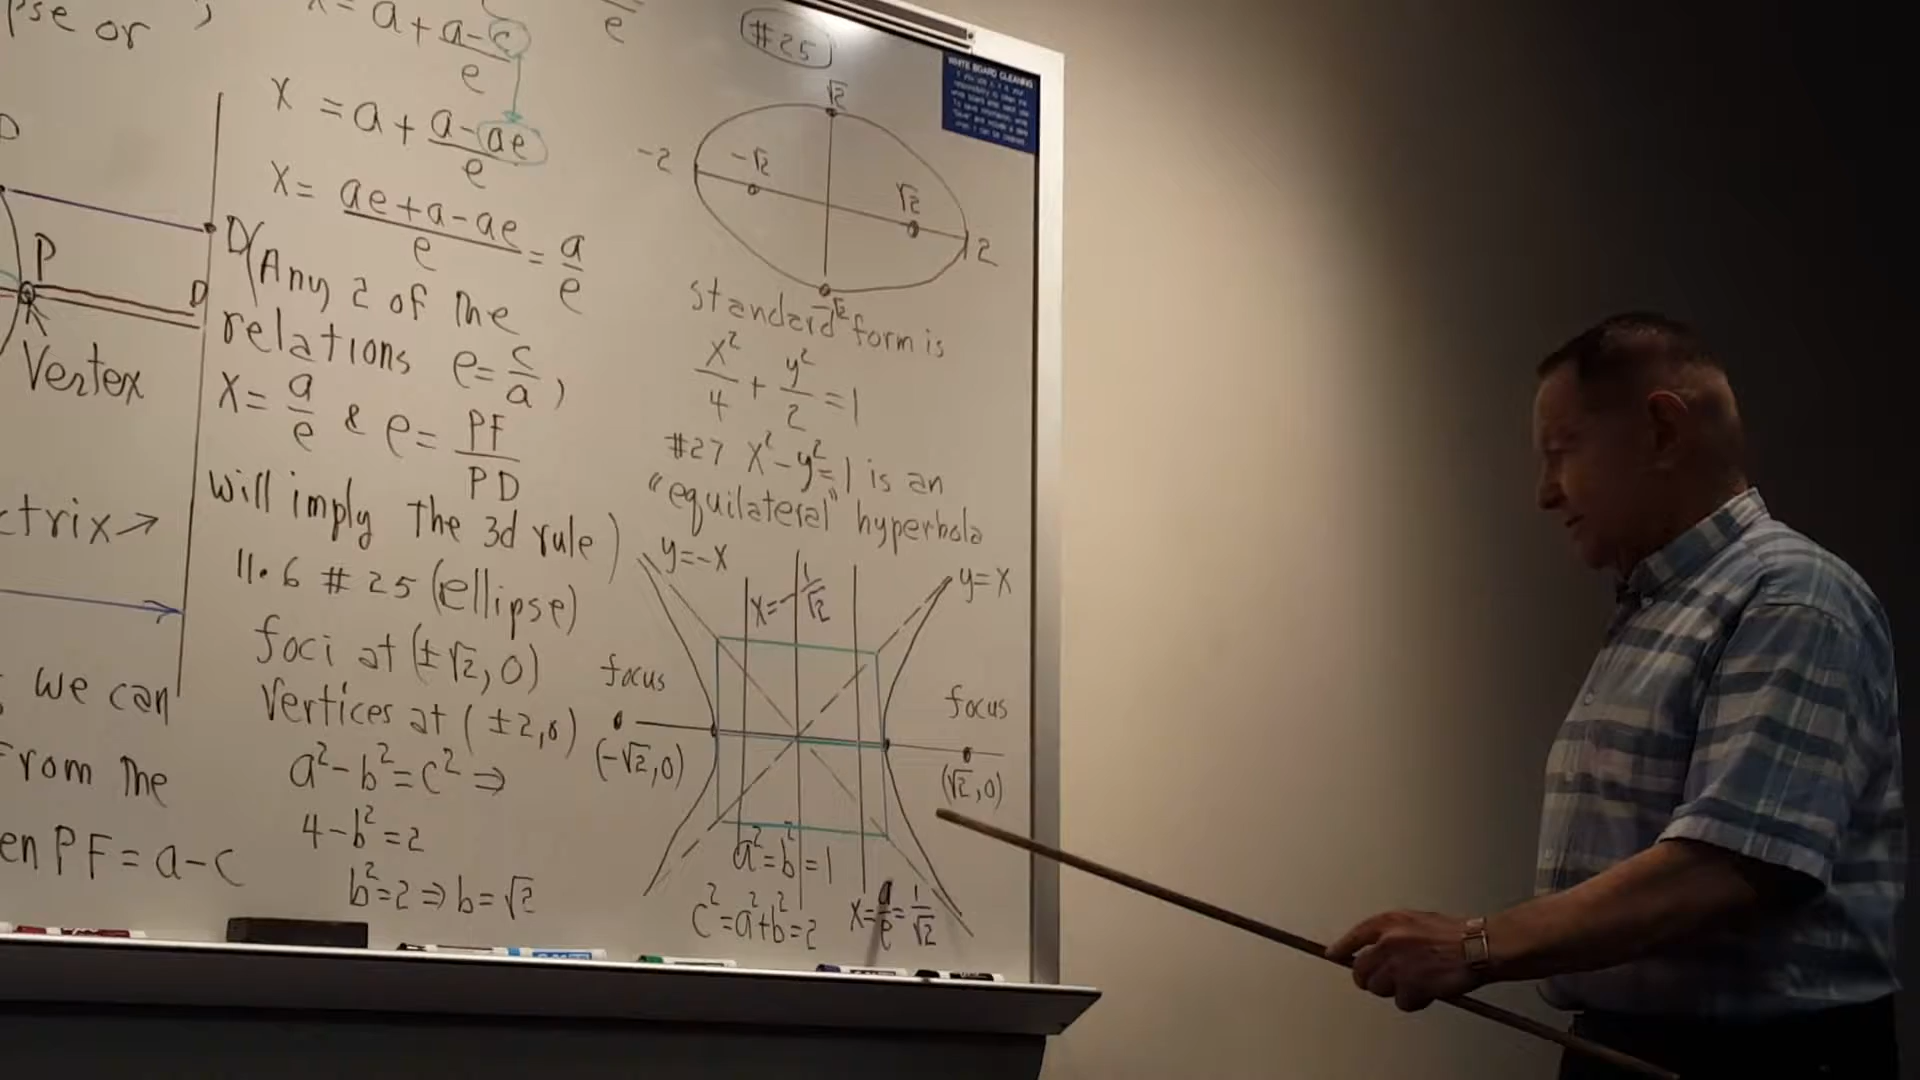 pse or
x = a + a-c / e
e
x = a + a-ae / e
x = ae+a-ae / e = a / e
D
P
D
R
Vertex
ctrix →
we can
From the
en PF = a-c
D
(Any 2 of the
relations e = c/a,
x = a/e & e = PF/PD
will imply the 3d rule)
11.6 #25 (ellipse)
foci at (±√2, 0)
Vertices at (±2, 0)
a² - b² = c² ⇒
4 - b² = 2
b² = 2 ⇒ b = √2
#25
√2
-2
-√2
√2
2
-√2
standard form is
x²/4 + y²/2 = 1
#27 x² - y² = 1 is an
"equilateral" hyperbola
y = -x
x = -1/√2
y = x
focus
focus
(-√2, 0)
(√2, 0)
a² = b² = 1
c² = a² + b² = 2
x = a/e = 1/√2
WHITE BOARD CLEANING